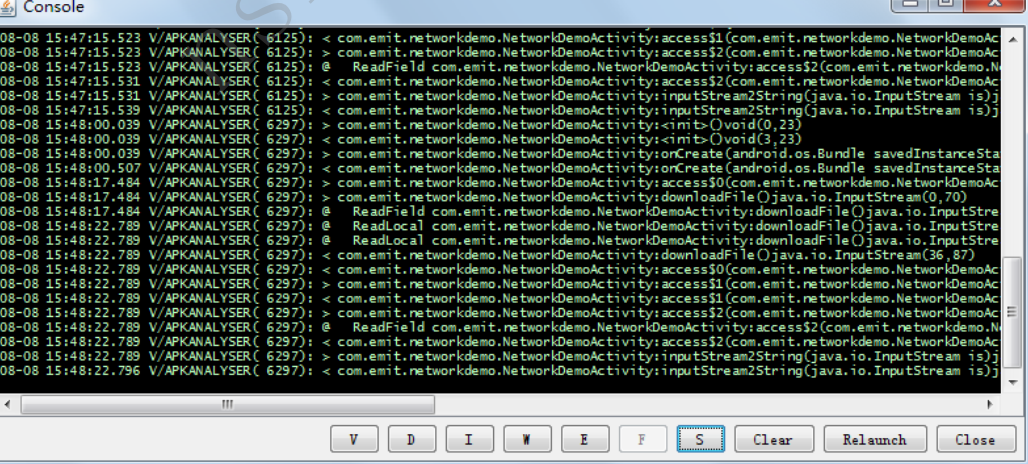 Console
08-08 15:47:15.523 V/APKANALYSER( 6125): < com.emit.networkdemo.NetworkDemoActivity:access$1(com.emit.networkdemo.NetworkDemoAc
08-08 15:47:15.523 V/APKANALYSER( 6125): > com.emit.networkdemo.NetworkDemoActivity:access$2(com.emit.networkdemo.NetworkDemoAc
08-08 15:47:15.523 V/APKANALYSER( 6125): @   ReadField com.emit.networkdemo.NetworkDemoActivity:access$2(com.emit.networkdemo.N
08-08 15:47:15.531 V/APKANALYSER( 6125): < com.emit.networkdemo.NetworkDemoActivity:access$2(com.emit.networkdemo.NetworkDemoAc
08-08 15:47:15.531 V/APKANALYSER( 6125): > com.emit.networkdemo.NetworkDemoActivity:inputStream2String(java.io.InputStream is)j
08-08 15:47:15.539 V/APKANALYSER( 6125): < com.emit.networkdemo.NetworkDemoActivity:inputStream2String(java.io.InputStream is)j
08-08 15:48:00.039 V/APKANALYSER( 6297): > com.emit.networkdemo.NetworkDemoActivity:<init>()void(0,23)
08-08 15:48:00.039 V/APKANALYSER( 6297): < com.emit.networkdemo.NetworkDemoActivity:<init>()void(3,23)
08-08 15:48:00.039 V/APKANALYSER( 6297): > com.emit.networkdemo.NetworkDemoActivity:onCreate(android.os.Bundle savedInstanceSta
08-08 15:48:00.507 V/APKANALYSER( 6297): < com.emit.networkdemo.NetworkDemoActivity:onCreate(android.os.Bundle savedInstanceSta
08-08 15:48:17.484 V/APKANALYSER( 6297): > com.emit.networkdemo.NetworkDemoActivity:access$0(com.emit.networkdemo.NetworkDemoAc
08-08 15:48:17.484 V/APKANALYSER( 6297): > com.emit.networkdemo.NetworkDemoActivity:downloadFile()java.io.InputStream(0,70)
08-08 15:48:17.484 V/APKANALYSER( 6297): @   ReadField com.emit.networkdemo.NetworkDemoActivity:downloadFile()java.io.InputStre
08-08 15:48:22.789 V/APKANALYSER( 6297): @   ReadLocal com.emit.networkdemo.NetworkDemoActivity:downloadFile()java.io.InputStre
08-08 15:48:22.789 V/APKANALYSER( 6297): @   ReadLocal com.emit.networkdemo.NetworkDemoActivity:downloadFile()java.io.InputStre
08-08 15:48:22.789 V/APKANALYSER( 6297): < com.emit.networkdemo.NetworkDemoActivity:downloadFile()java.io.InputStream(36,87)
08-08 15:48:22.789 V/APKANALYSER( 6297): < com.emit.networkdemo.NetworkDemoActivity:access$0(com.emit.networkdemo.NetworkDemoAc
08-08 15:48:22.789 V/APKANALYSER( 6297): > com.emit.networkdemo.NetworkDemoActivity:access$1(com.emit.networkdemo.NetworkDemoAc
08-08 15:48:22.789 V/APKANALYSER( 6297): < com.emit.networkdemo.NetworkDemoActivity:access$1(com.emit.networkdemo.NetworkDemoAc
08-08 15:48:22.789 V/APKANALYSER( 6297): > com.emit.networkdemo.NetworkDemoActivity:access$2(com.emit.networkdemo.NetworkDemoAc
08-08 15:48:22.789 V/APKANALYSER( 6297): @   ReadField com.emit.networkdemo.NetworkDemoActivity:access$2(com.emit.networkdemo.N
08-08 15:48:22.789 V/APKANALYSER( 6297): < com.emit.networkdemo.NetworkDemoActivity:access$2(com.emit.networkdemo.NetworkDemoAc
08-08 15:48:22.789 V/APKANALYSER( 6297): > com.emit.networkdemo.NetworkDemoActivity:inputStream2String(java.io.InputStream is)j
08-08 15:48:22.796 V/APKANALYSER( 6297): < com.emit.networkdemo.NetworkDemoActivity:inputStream2String(java.io.InputStream is)j
V D I W E F S Clear Relaunch Close